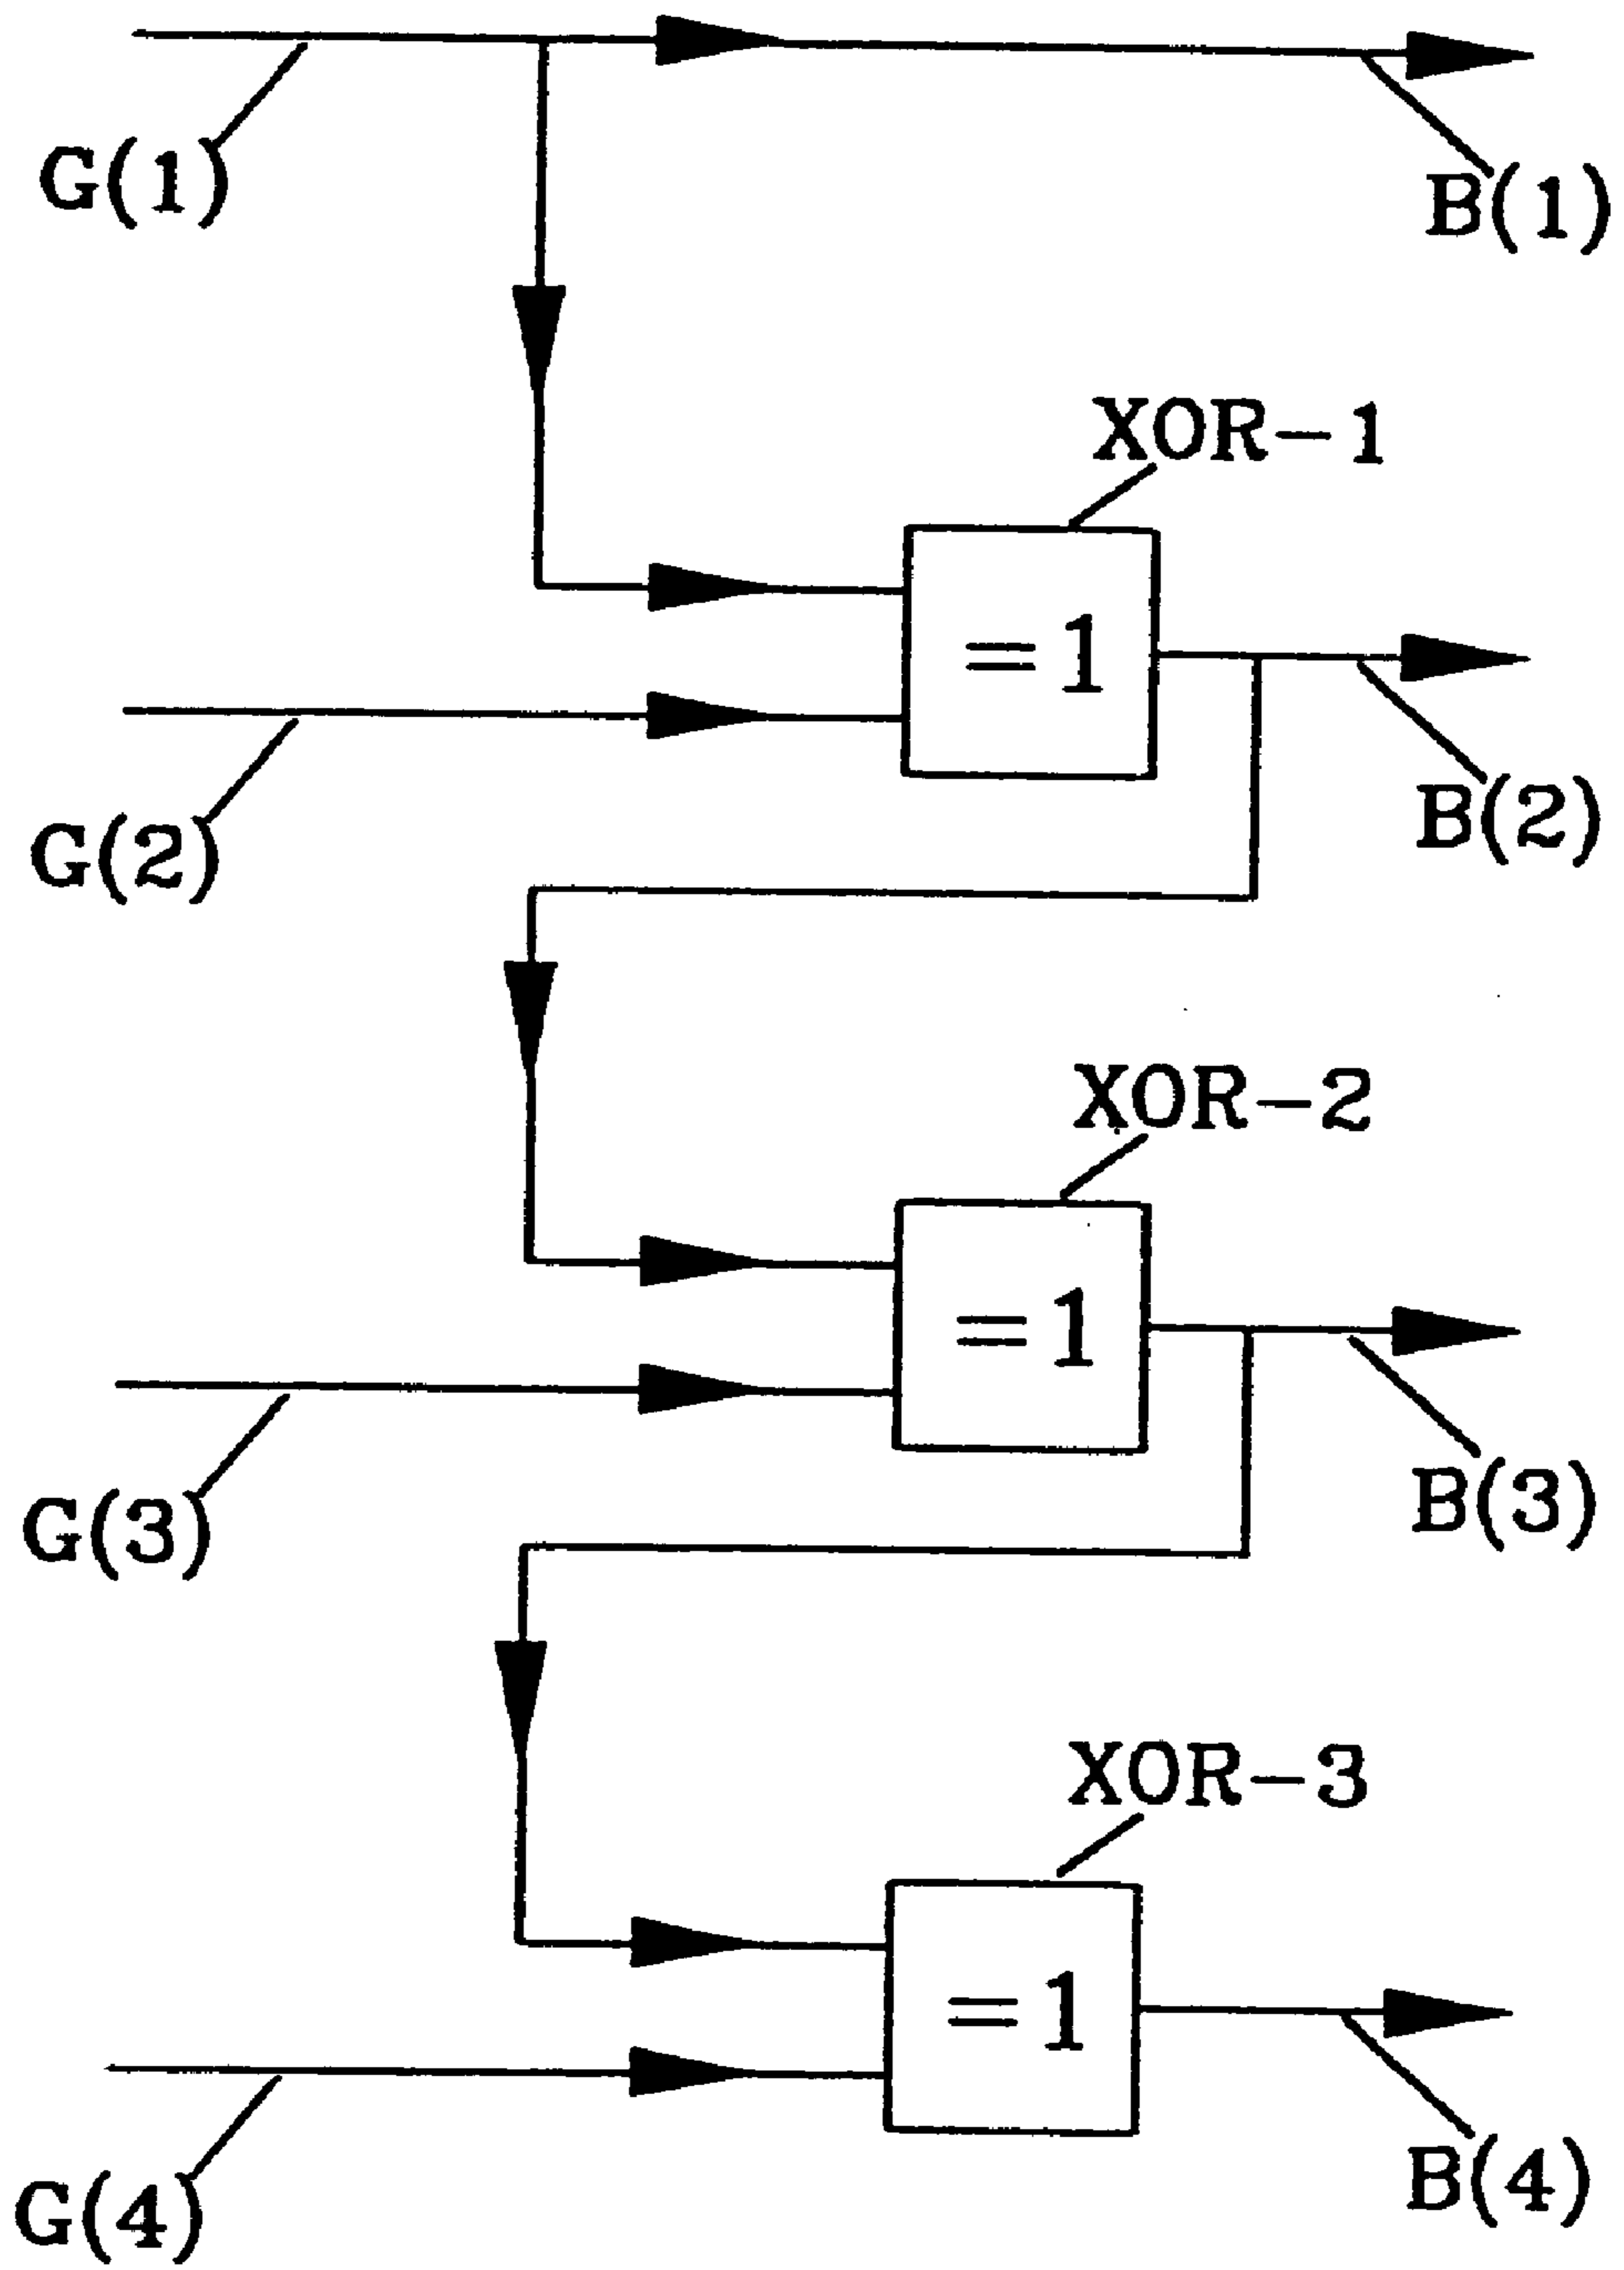 G(1)
B(1)
XOR-1
=1
G(2)
B(2)
XOR-2
=1
G(3)
B(3)
XOR-3
=1
G(4)
B(4)